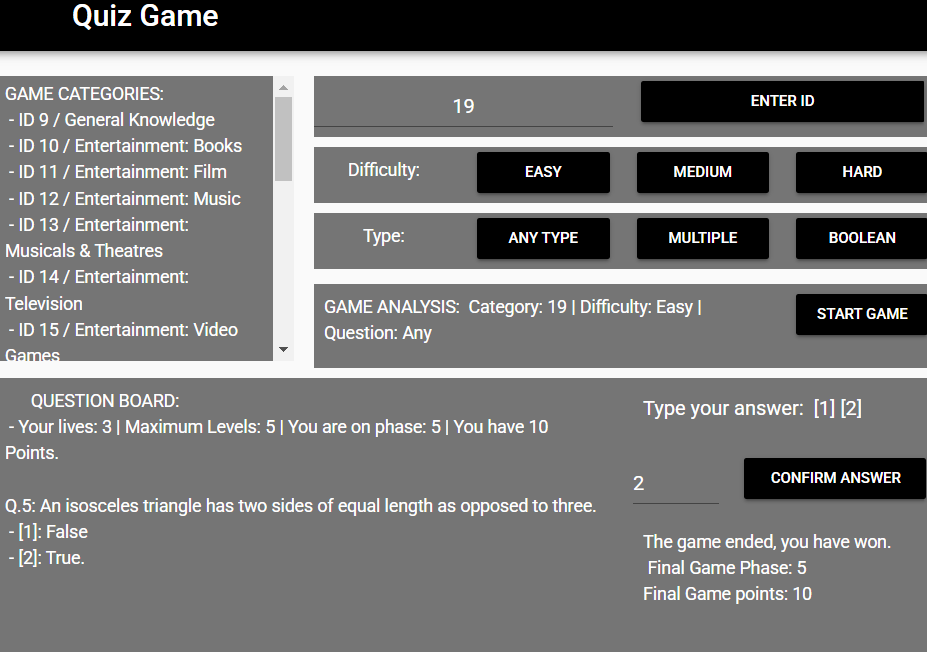 Quiz Game
GAME CATEGORIES:
- ID 9 / General Knowledge
- ID 10 / Entertainment: Books
- ID 11 / Entertainment: Film
- ID 12 / Entertainment: Music
- ID 13 / Entertainment:
Musicals & Theatres
- ID 14 / Entertainment:
Television
- ID 15 / Entertainment: Video
Games
19
ENTER ID
Difficulty:
EASY
MEDIUM
HARD
Type:
ANY TYPE
MULTIPLE
BOOLEAN
GAME ANALYSIS: Category: 19 | Difficulty: Easy |
Question: Any
START GAME
QUESTION BOARD:
- Your lives: 3 | Maximum Levels: 5 | You are on phase: 5 | You have 10
Points.
Q.5: An isosceles triangle has two sides of equal length as opposed to three.
- [1]: False
- [2]: True.
Type your answer: [1] [2]
2
CONFIRM ANSWER
The game ended, you have won.
Final Game Phase: 5
Final Game points: 10